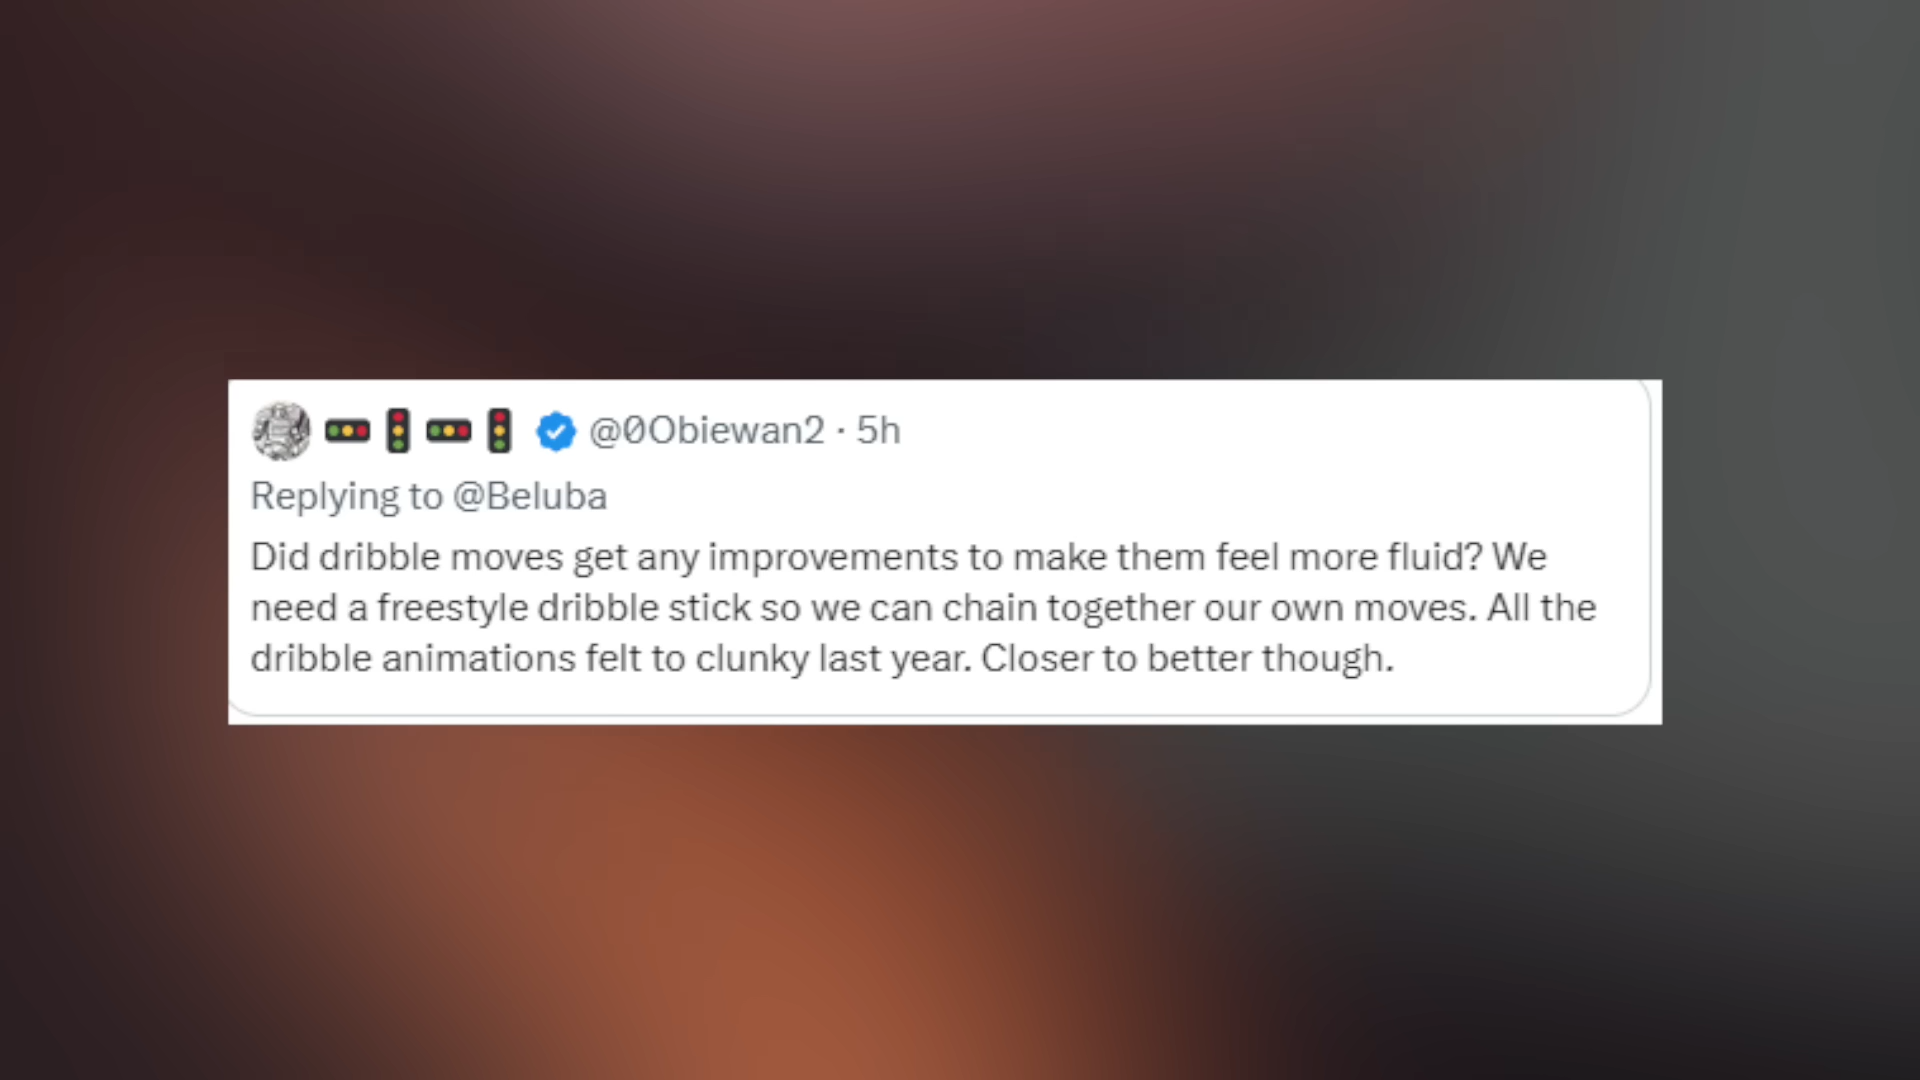 🚥🚦🚥🚦 @0Obiewan2 · 5h
Replying to @Beluba
Did dribble moves get any improvements to make them feel more fluid? We
need a freestyle dribble stick so we can chain together our own moves. All the
dribble animations felt to clunky last year. Closer to better though.